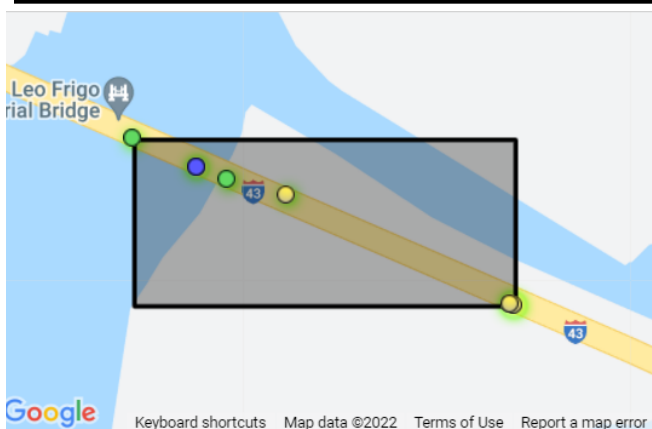 Leo Frigo
rial Bridge
43
43
Google
Keyboard shortcuts Map data ©2022 Terms of Use Report a map error